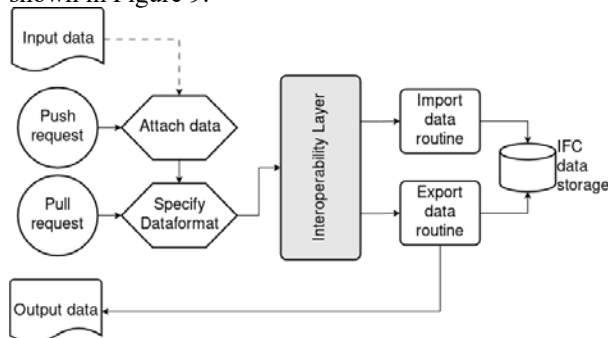 shown in Figure 9.
Input data
Push
request
Attach data
Pull
request
Specify
Dataformat
Interoperability Layer
Import
data
routine
Export
data
routine
IFC
data
storage
Output data